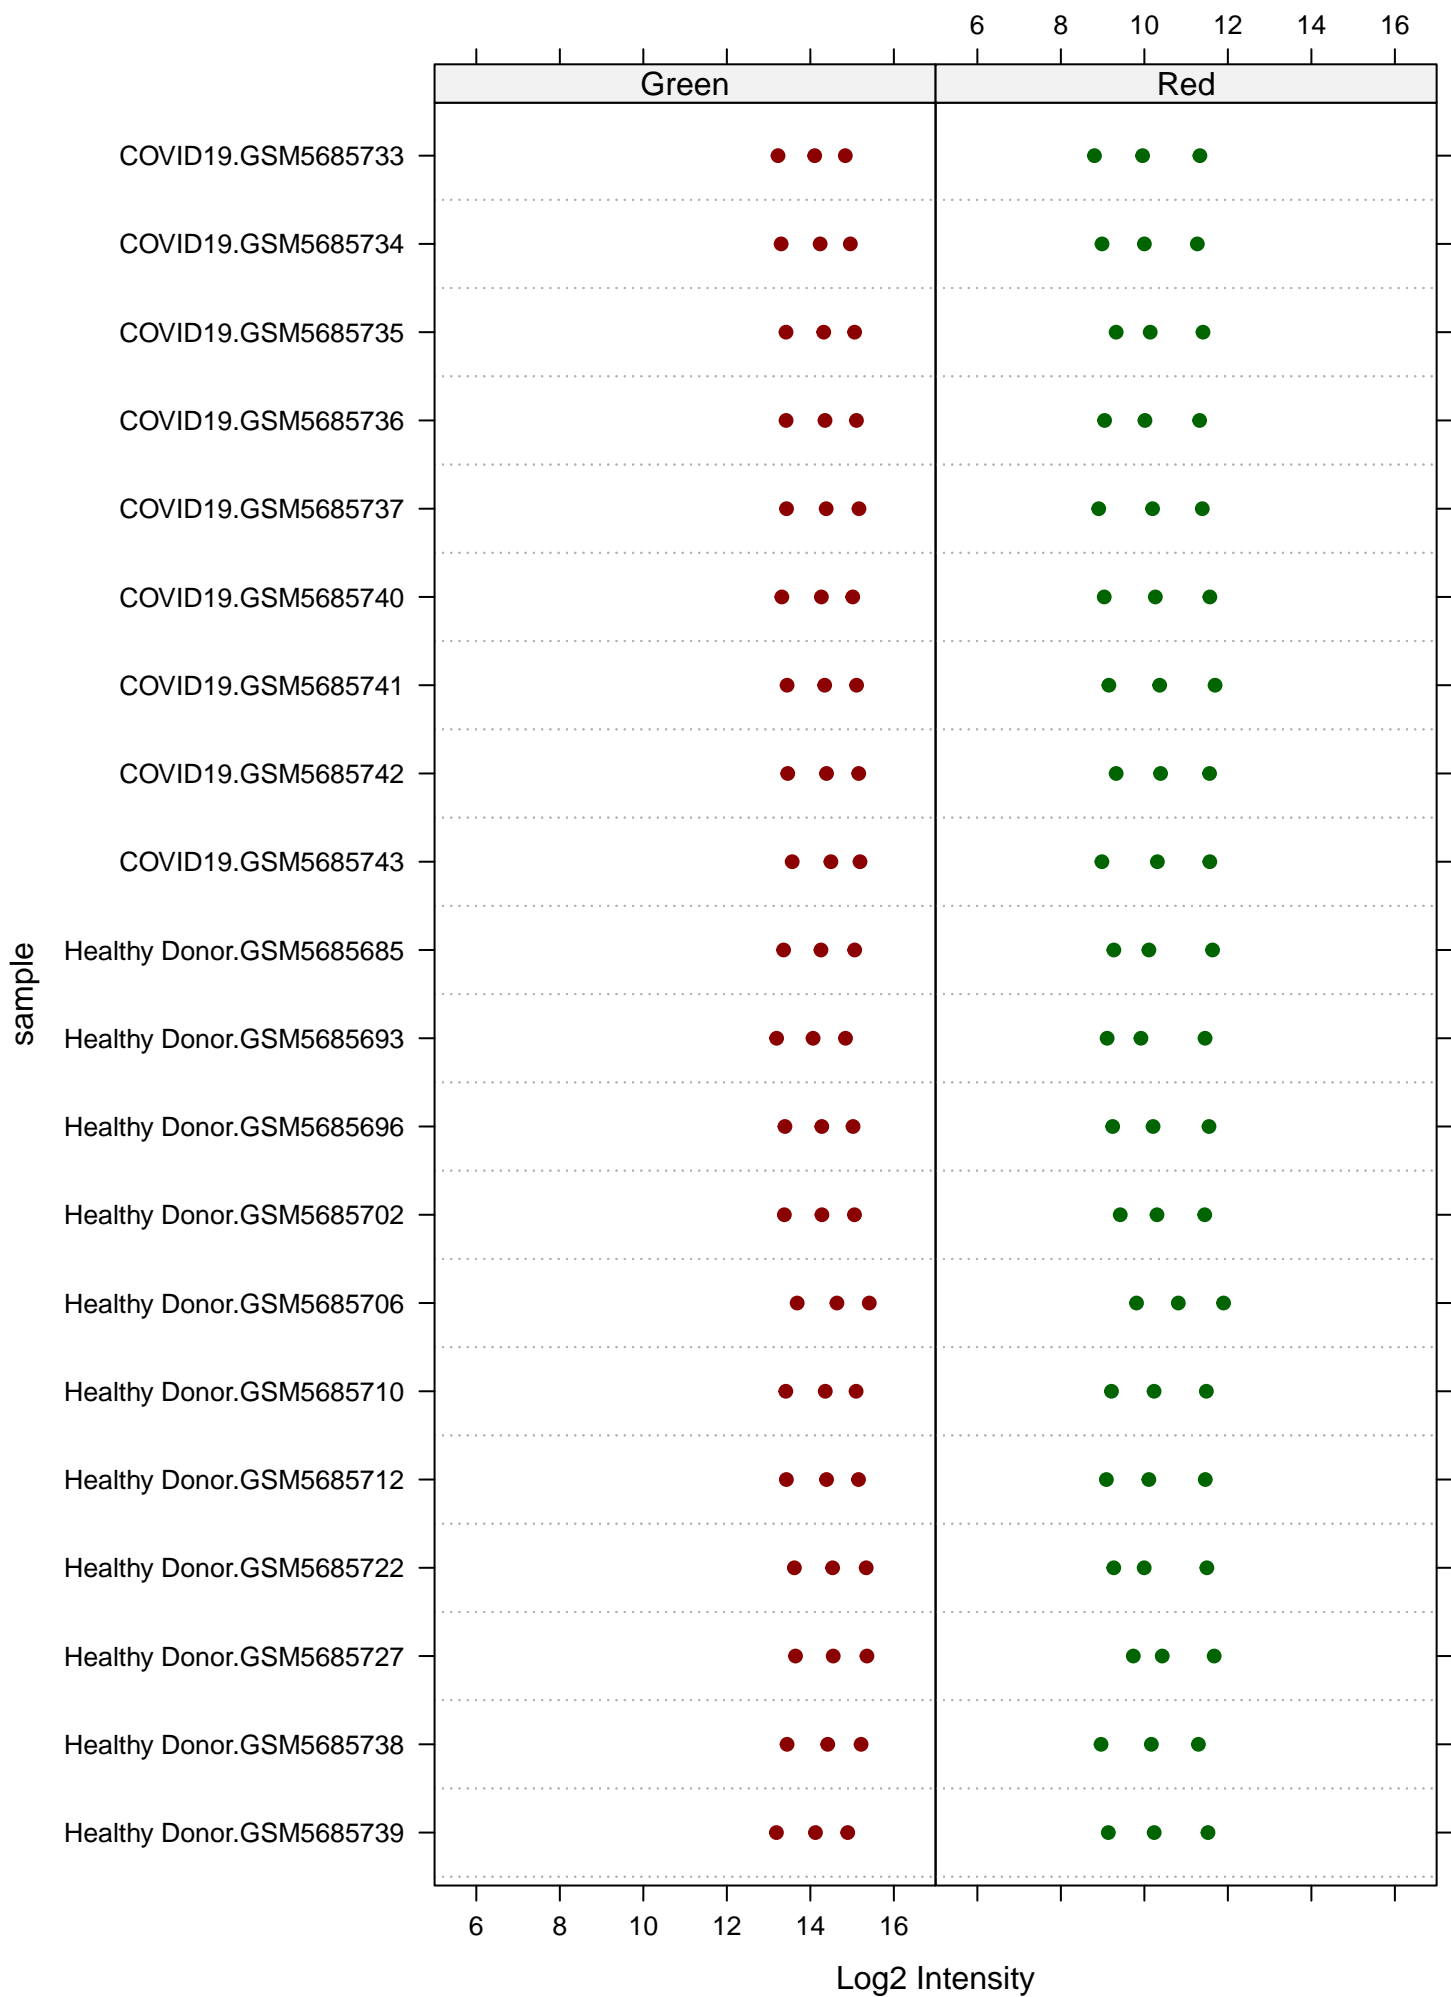 6 8 10 12 14 16
Green Red
COVID19.GSM5685733
COVID19.GSM5685734
COVID19.GSM5685735
COVID19.GSM5685736
COVID19.GSM5685737
COVID19.GSM5685740
COVID19.GSM5685741
COVID19.GSM5685742
COVID19.GSM5685743
Healthy Donor.GSM5685685
sample
Healthy Donor.GSM5685693
Healthy Donor.GSM5685696
Healthy Donor.GSM5685702
Healthy Donor.GSM5685706
Healthy Donor.GSM5685710
Healthy Donor.GSM5685712
Healthy Donor.GSM5685722
Healthy Donor.GSM5685727
Healthy Donor.GSM5685738
Healthy Donor.GSM5685739
6 8 10 12 14 16
Log2 Intensity